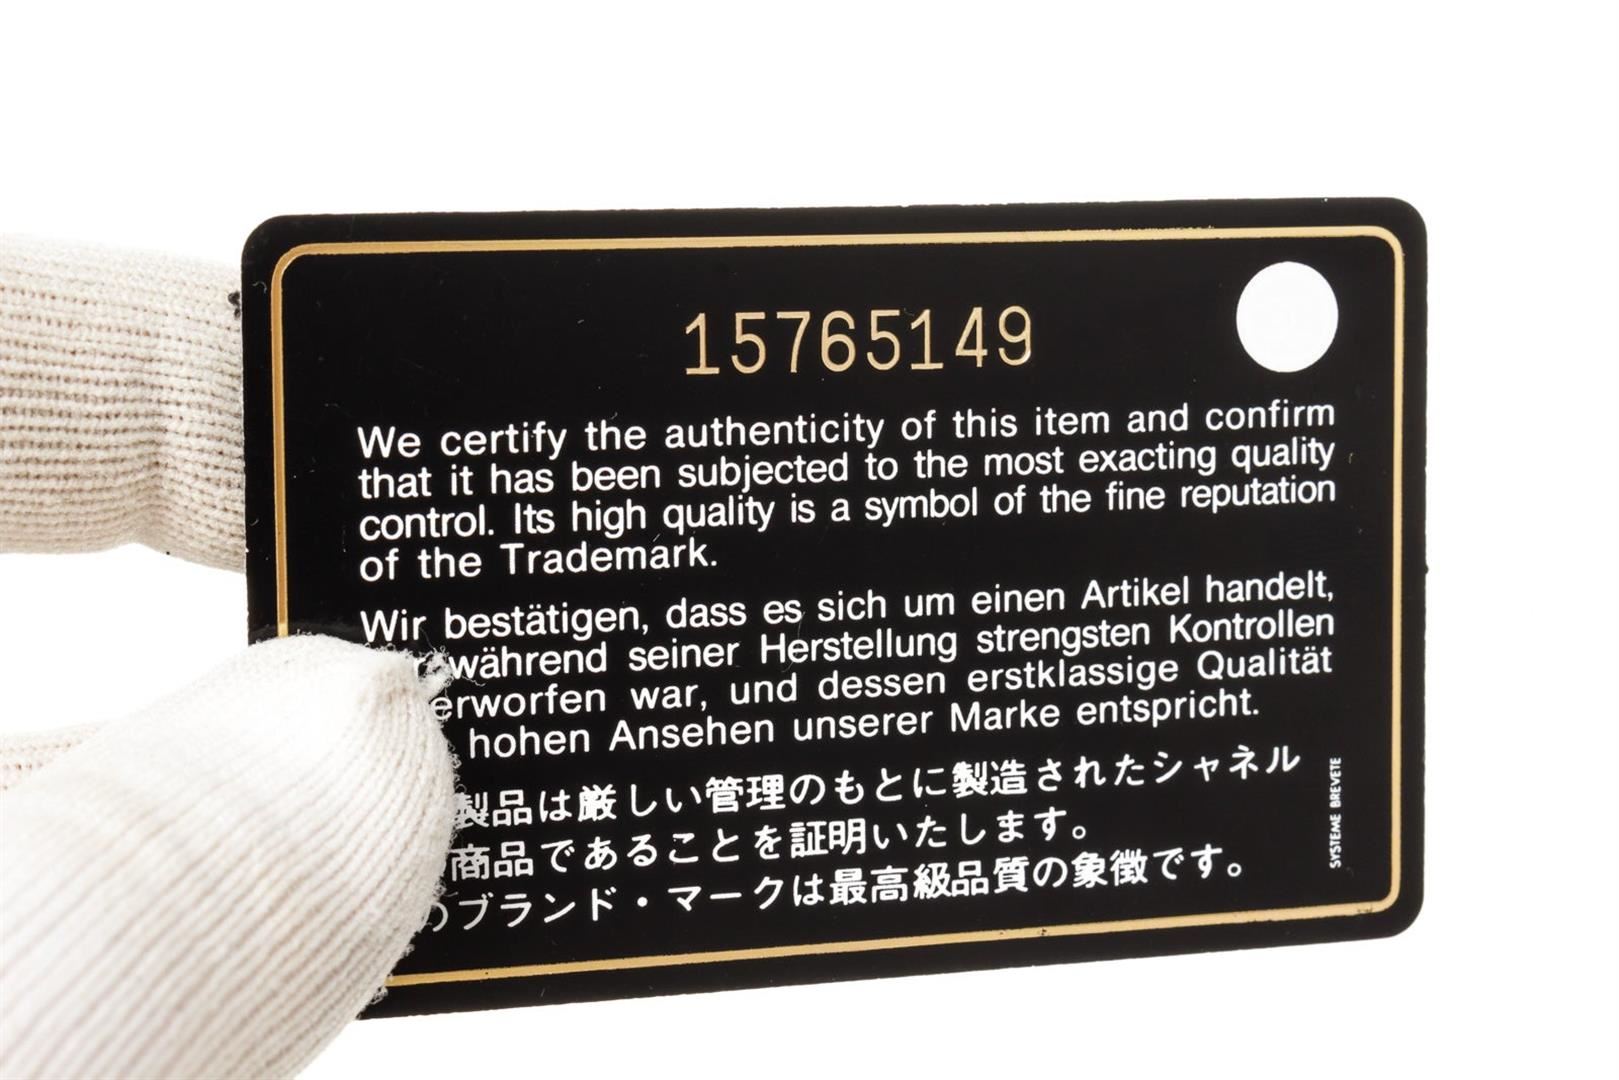 15765149
We certify the authenticity of this item and confirm
that it has been subjected to the most exacting quality
control. Its high quality is a symbol of the fine reputation
of the Trademark.
Wir bestätigen, dass es sich um einen Artikel handelt,
während seiner Herstellung strengsten Kontrollen
erworfen war, und dessen erstklassige Qualität
hohen Ansehen unserer Marke entspricht.
製品は厳しい管理のもとに製造されたシャネル
商品であることを証明いたします。
のブランド・マークは最高級品質の象徴です。
SYSTEME BREVETE